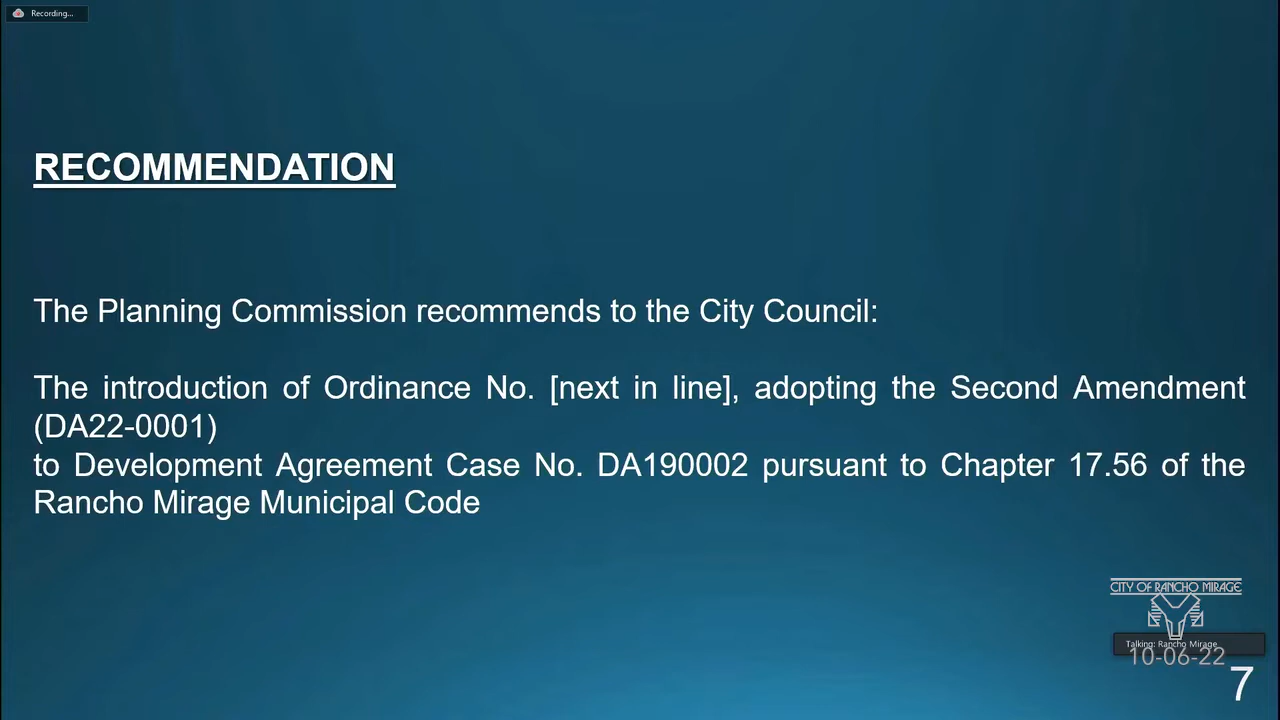 Recording...
RECOMMENDATION
The Planning Commission recommends to the City Council:
The introduction of Ordinance No. [next in line], adopting the Second Amendment
(DA22-0001)
to Development Agreement Case No. DA190002 pursuant to Chapter 17.56 of the
Rancho Mirage Municipal Code
CITY OF RANCHO MIRAGE
Talking: Rancho Mirage
10-06-22
7